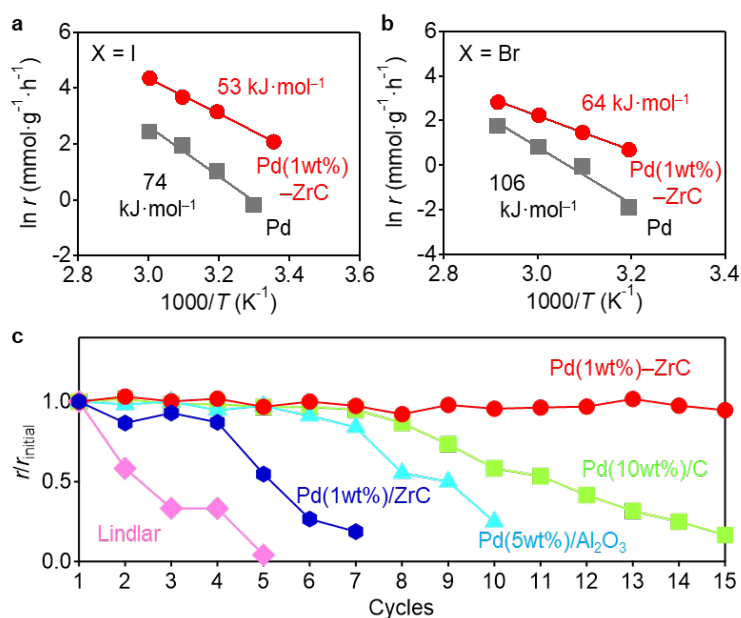 a
X = I
ln r (mmol·g⁻¹·h⁻¹)
6
4
2
0
-2
53 kJ·mol⁻¹
Pd(1wt%)
–ZrC
74
kJ·mol⁻¹
Pd
2.8 3.0 3.2 3.4 3.6
1000/T (K⁻¹)
b
X = Br
ln r (mmol·g⁻¹·h⁻¹)
6
4
2
0
-2
-4
64 kJ·mol⁻¹
Pd(1wt%)
–ZrC
106
kJ·mol⁻¹
Pd
2.8 3.0 3.2 3.4
1000/T (K⁻¹)
c
r/r_initial
1.0
0.5
0.0
Pd(1wt%)–ZrC
Pd(10wt%)/C
Pd(1wt%)/ZrC
Lindlar
Pd(5wt%)/Al₂O₃
1 2 3 4 5 6 7 8 9 10 11 12 13 14 15
Cycles